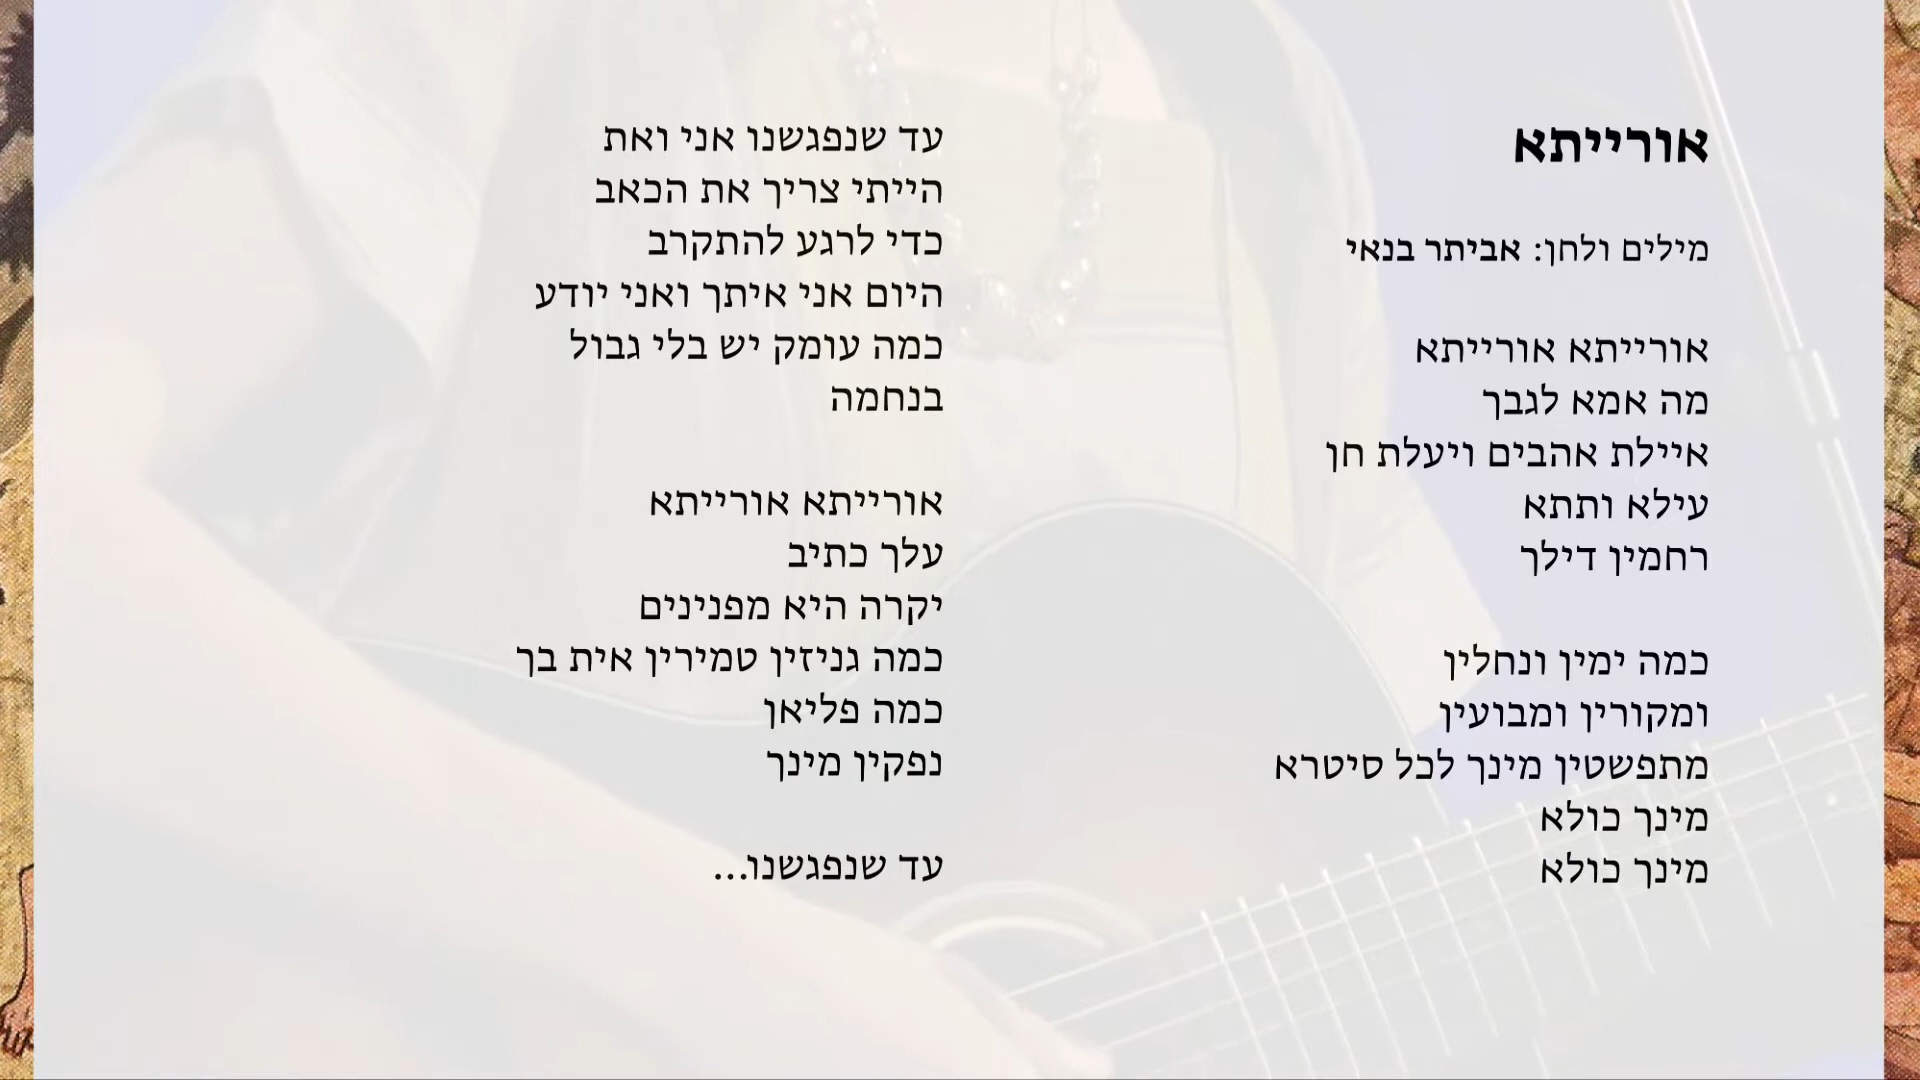 אורייתא
מילים ולחן: אביתר בנאי
אורייתא אורייתא
מה אמא לגבך
איילת אהבים ויעלת חן
עילא ותתא
רחמין דילך
כמה ימין ונחלין
ומקורין ומבועין
מתפשטין מינך לכל סיטרא
מינך כולא
מינך כולא
עד שנפגשנו אני ואת
הייתי צריך את הכאב
כדי לרגע להתקרב
היום אני איתך ואני יודע
כמה עומק יש בלי גבול
בנחמה
אורייתא אורייתא
עלך כתיב
יקרה היא מפנינים
כמה גניזין טמירין אית בך
כמה פליאן
נפקין מינך
עד שנפגשנו...